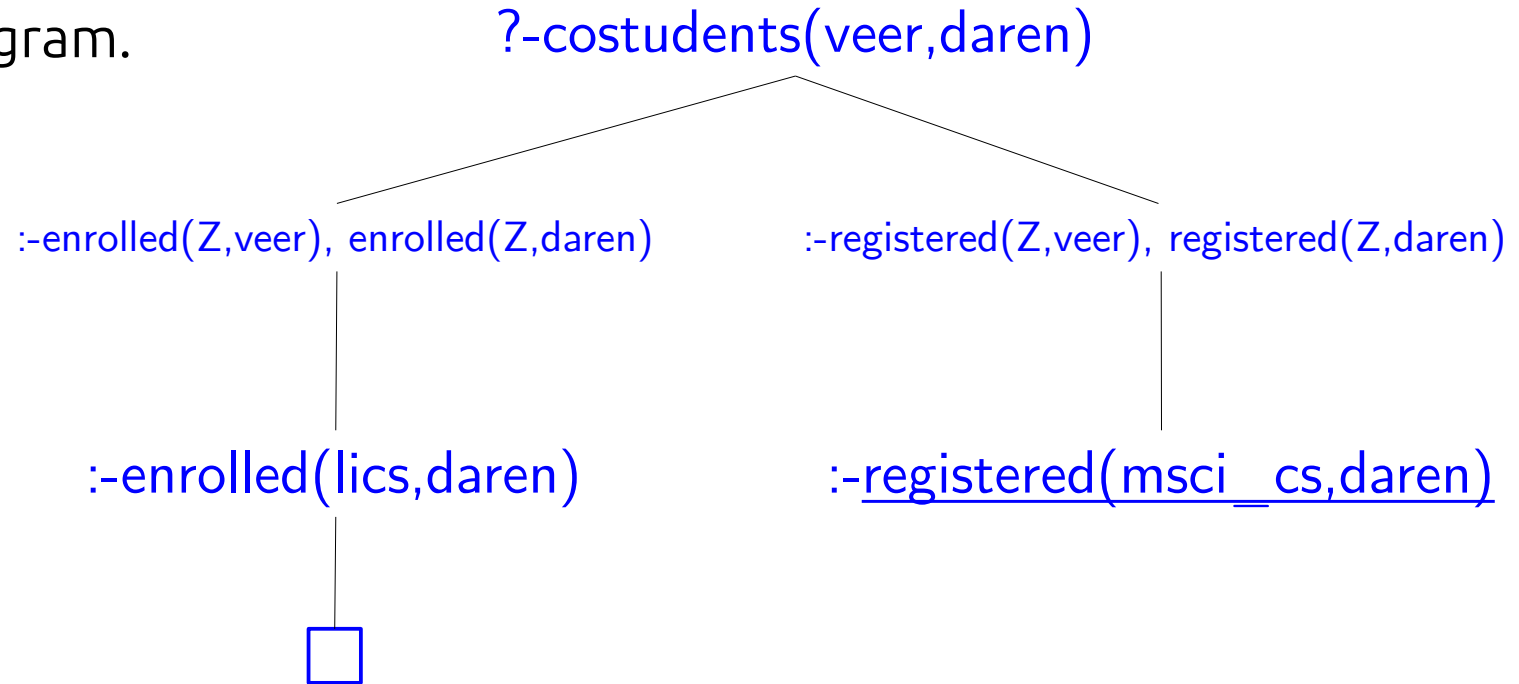 gram.
?-costudents(veer,daren)
:-enrolled(Z,veer), enrolled(Z,daren)
:-registered(Z,veer), registered(Z,daren)
:-enrolled(lics,daren)
:-registered(msci_cs,daren)